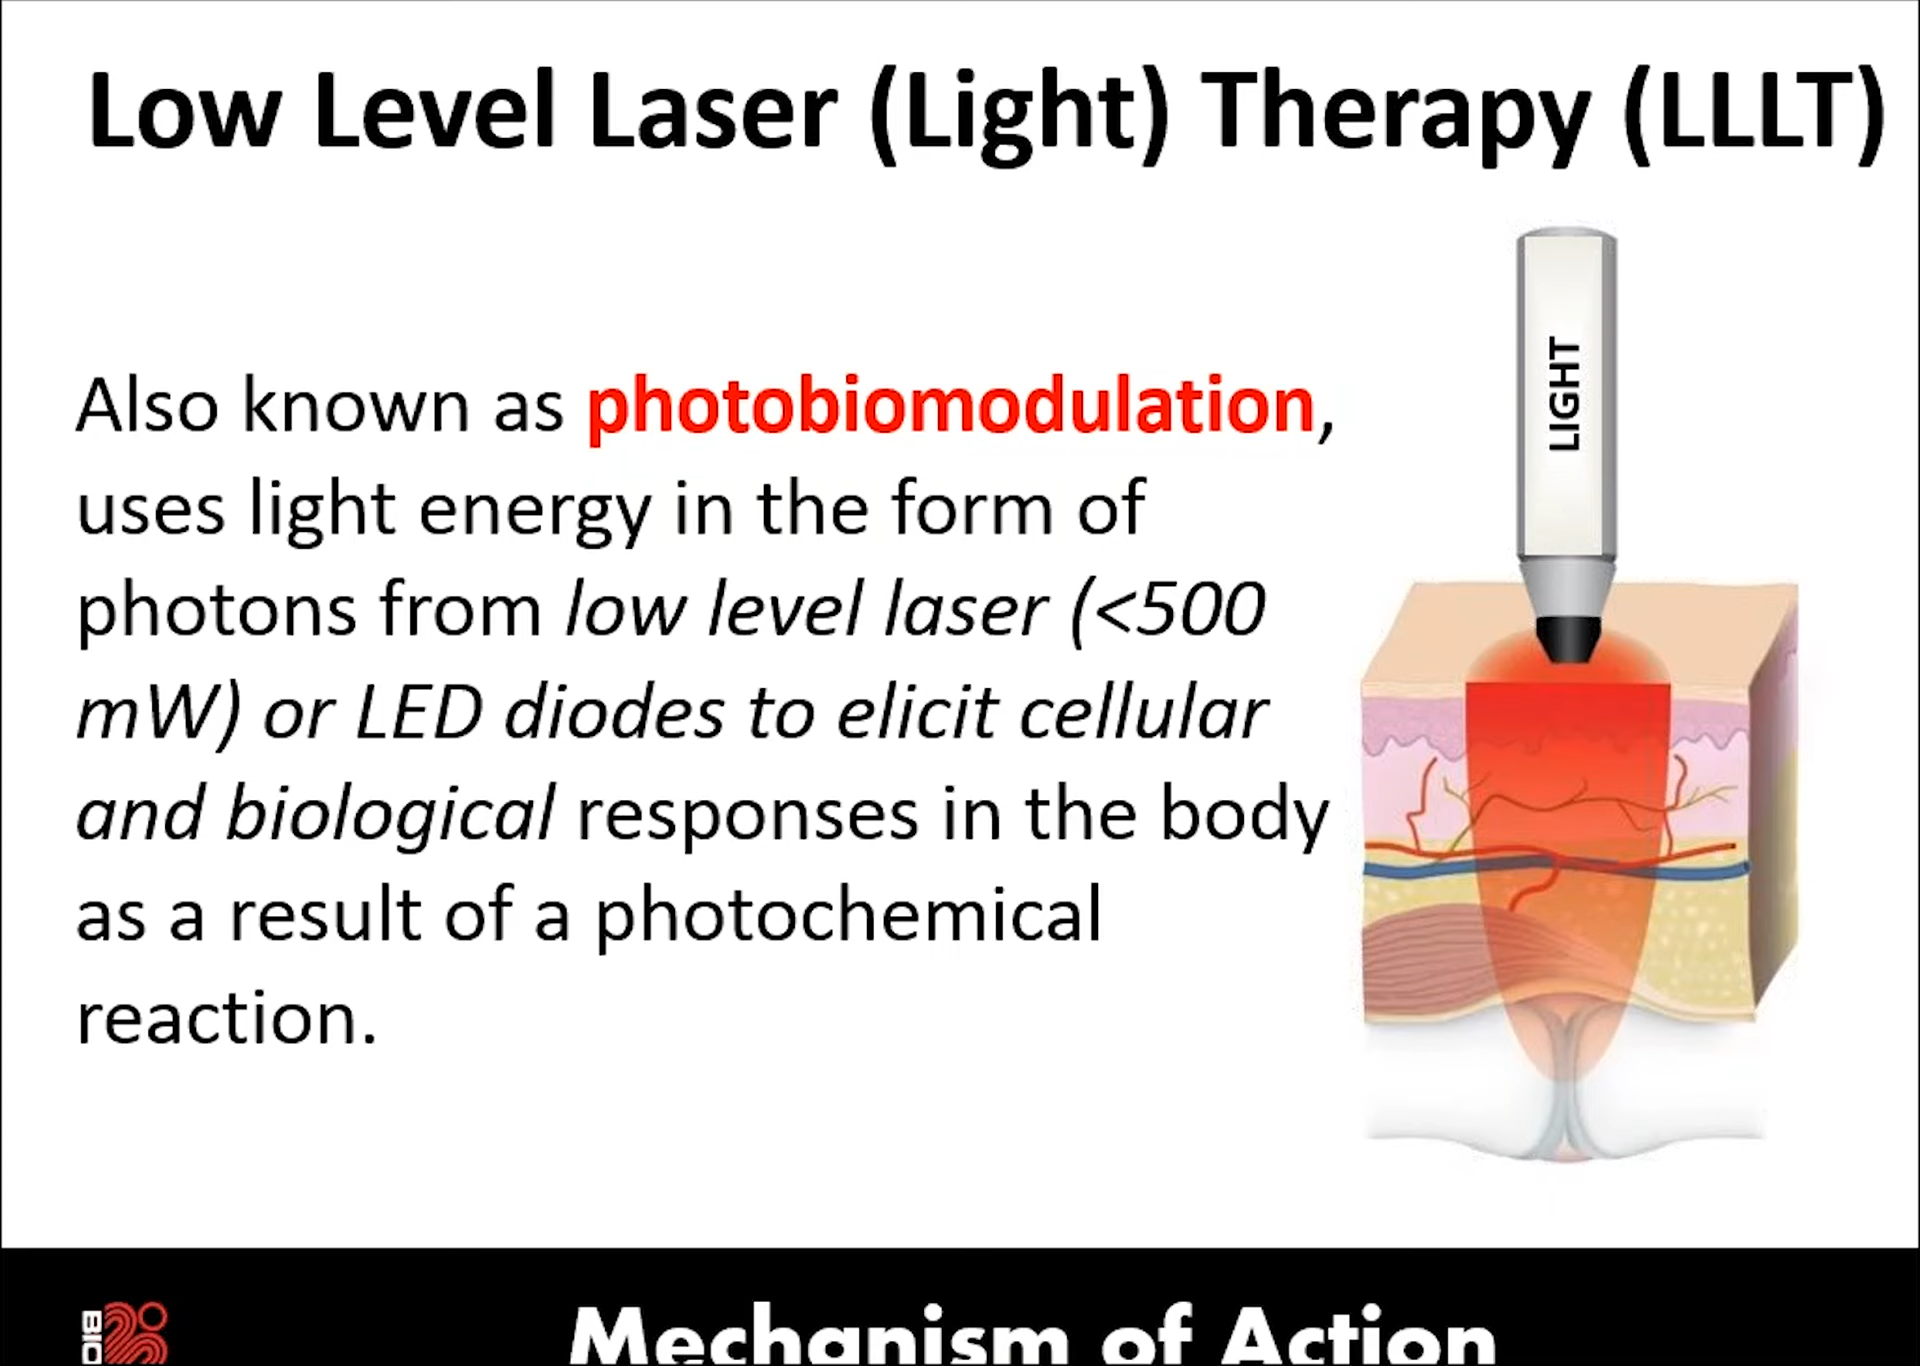 Low Level Laser (Light) Therapy (LLLT)
LIGHT
Also known as photobiomodulation,
uses light energy in the form of
photons from low level laser (<500
mW) or LED diodes to elicit cellular
and biological responses in the body
as a result of a photochemical
reaction.
BIO
Mechanism of Action